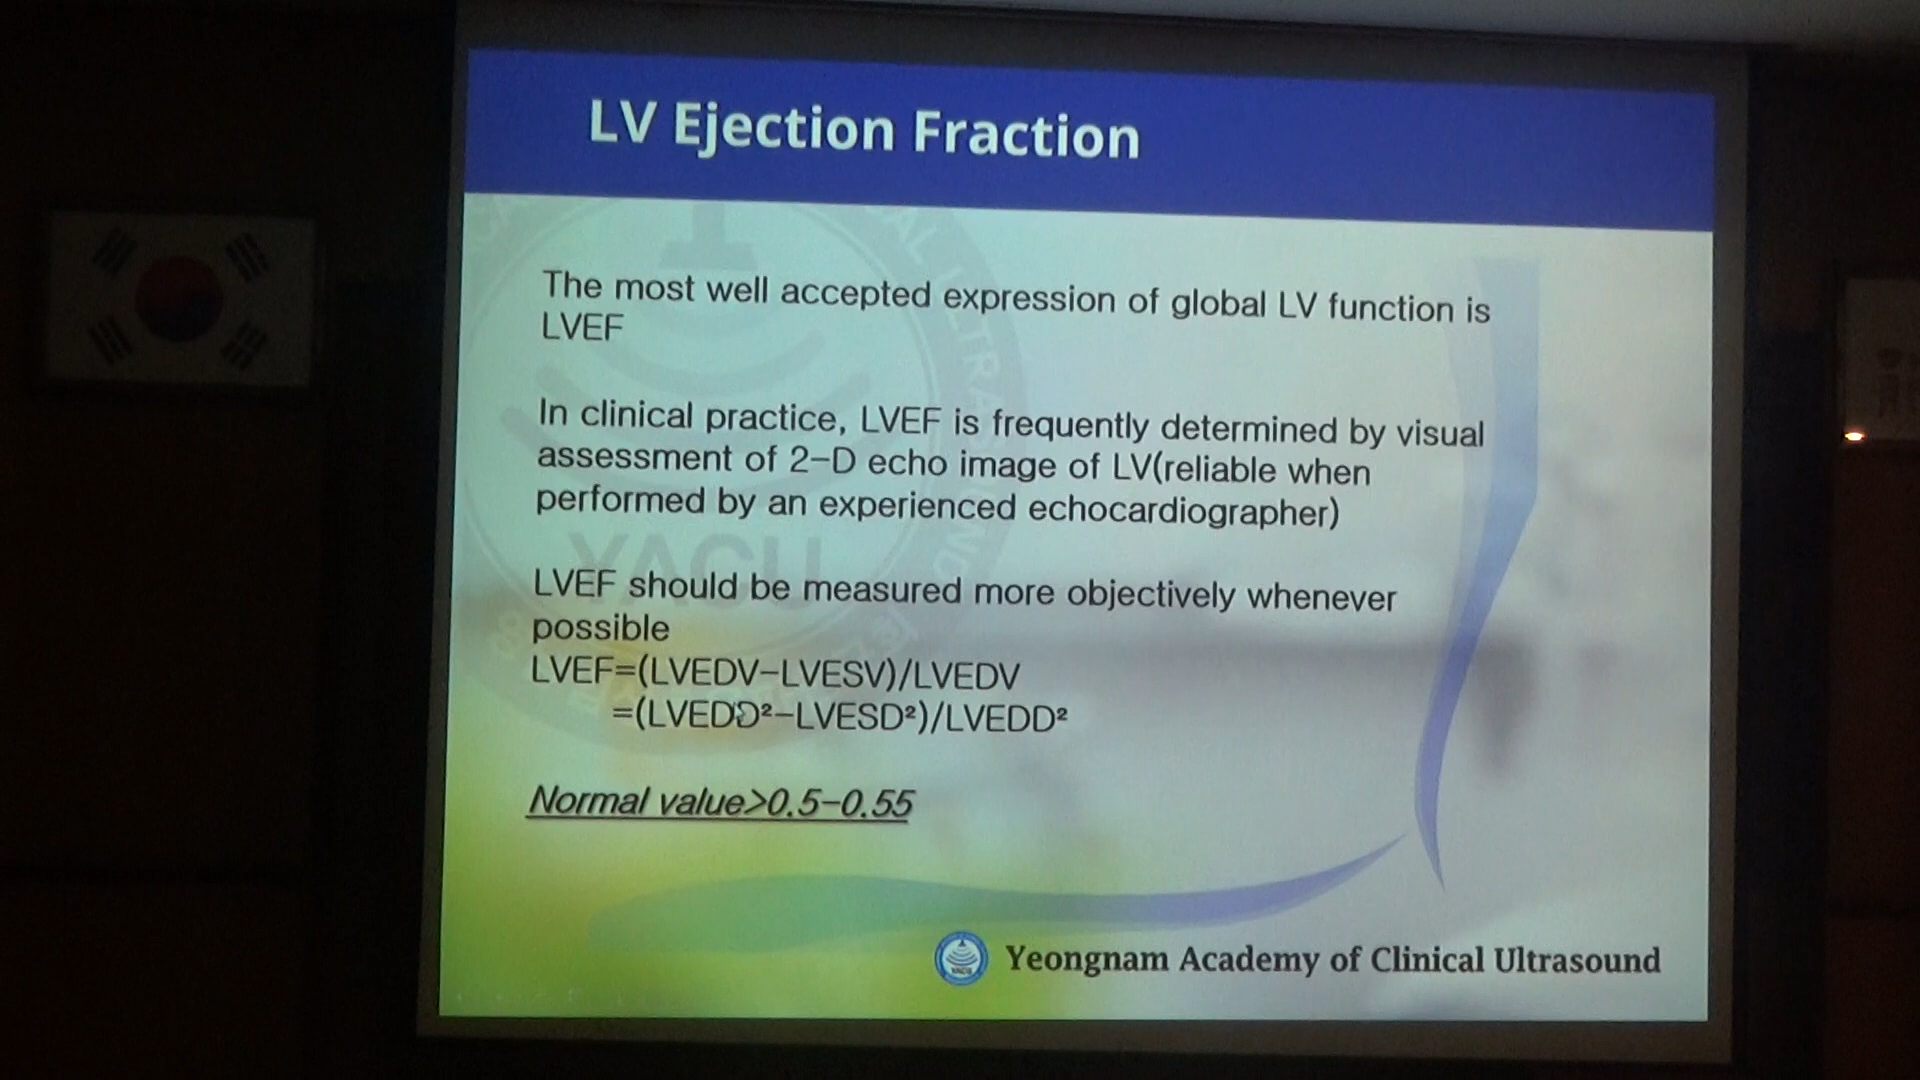 LV Ejection Fraction
The most well accepted expression of global LV function is
LVEF
In clinical practice, LVEF is frequently determined by visual
assessment of 2-D echo image of LV(reliable when
performed by an experienced echocardiographer)
LVEF should be measured more objectively whenever
possible
LVEF=(LVEDV-LVESV)/LVEDV
=(LVEDD²-LVESD²)/LVEDD²
Normal value>0.5-0.55
YACU
Yeongnam Academy of Clinical Ultrasound